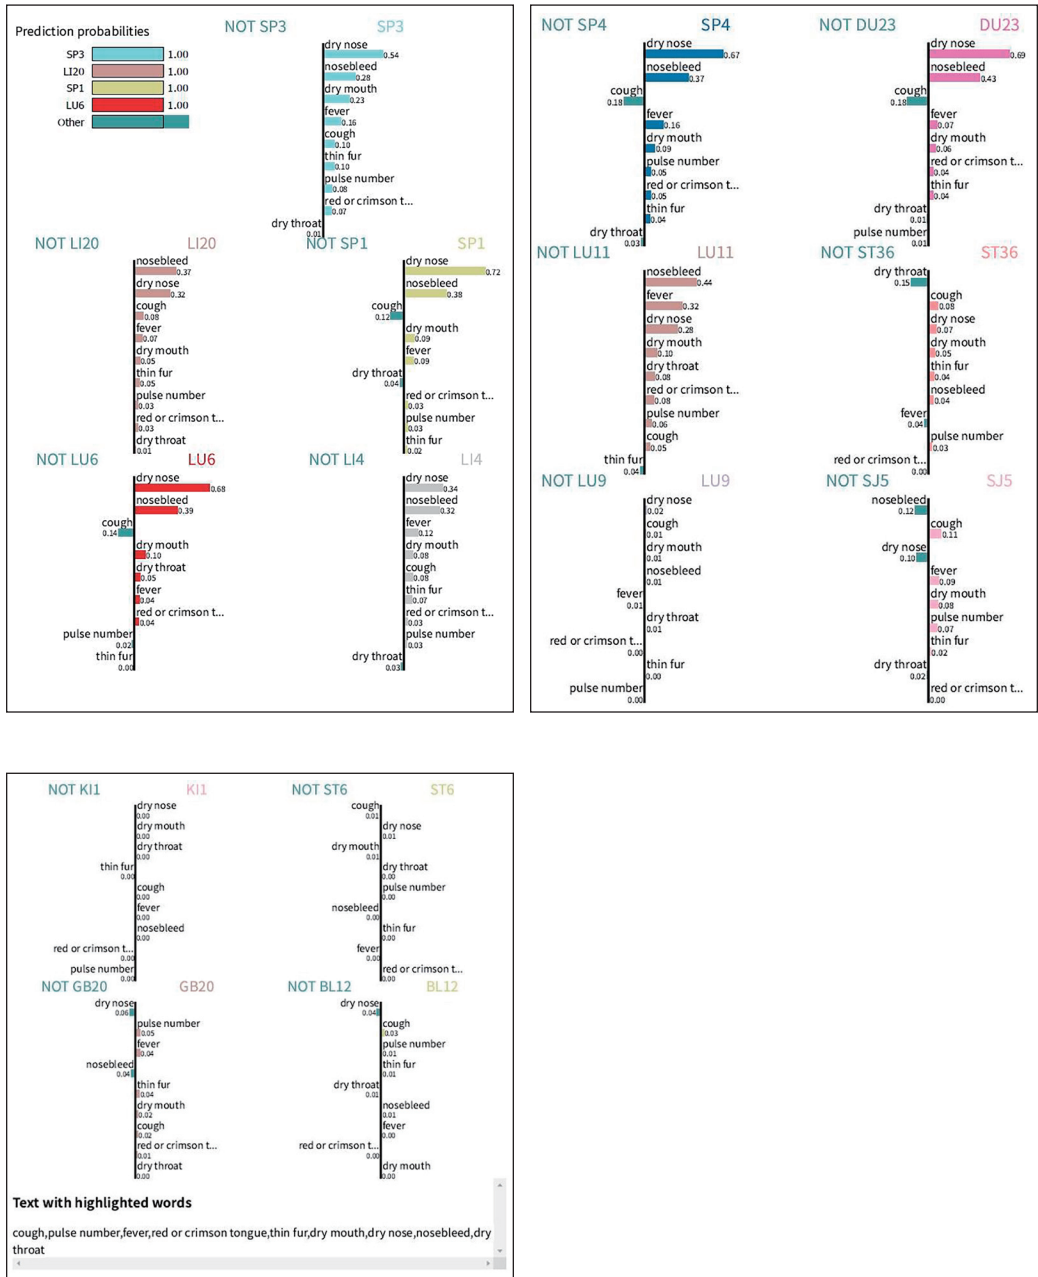 Prediction probabilities
SP3 1.00
LI20 1.00
SP1 1.00
LU6 1.00
Other
NOT SP3 SP3
dry nose
0.54
nosebleed
0.28
dry mouth
0.23
fever
0.16
cough
0.10
thin fur
0.10
pulse number
0.08
red or crimson t...
0.07
dry throat
0.01
NOT LI20 LI20
nosebleed
0.37
dry nose
0.32
cough
0.08
fever
0.07
dry mouth
0.05
thin fur
0.05
pulse number
0.03
red or crimson t...
0.03
dry throat
0.01
NOT SP1 SP1
dry nose
0.72
nosebleed
0.38
cough
0.12
dry mouth
0.09
fever
0.09
dry throat
0.04
red or crimson t...
0.03
pulse number
0.03
thin fur
0.02
NOT LU6 LU6
dry nose
0.68
nosebleed
0.39
cough
0.14
dry mouth
0.10
dry throat
0.05
fever
0.04
red or crimson t...
0.04
pulse number
0.02
thin fur
0.00
NOT LI4 LI4
dry nose
0.34
nosebleed
0.32
fever
0.12
dry mouth
0.08
cough
0.08
thin fur
0.07
red or crimson t...
0.03
pulse number
0.03
dry throat
0.03
NOT SP4 SP4
dry nose
0.67
nosebleed
0.37
cough
0.18
fever
0.16
dry mouth
0.09
pulse number
0.05
red or crimson t...
0.05
thin fur
0.04
dry throat
0.03
NOT DU23 DU23
dry nose
0.69
nosebleed
0.43
cough
0.18
fever
0.07
dry mouth
0.06
red or crimson t...
0.04
thin fur
0.04
dry throat
0.01
pulse number
0.01
NOT LU11 LU11
nosebleed
0.44
fever
0.32
dry nose
0.28
dry mouth
0.10
dry throat
0.08
red or crimson t...
0.08
pulse number
0.06
cough
0.05
thin fur
0.04
NOT ST36 ST36
dry throat
0.15
cough
0.08
dry nose
0.07
dry mouth
0.05
thin fur
0.04
nosebleed
0.04
fever
0.04
pulse number
0.03
red or crimson t...
0.00
NOT LU9 LU9
dry nose
0.02
cough
0.01
dry mouth
0.01
nosebleed
0.01
fever
0.01
dry throat
0.01
red or crimson t...
0.00
thin fur
0.00
pulse number
0.00
NOT SJ5 SJ5
nosebleed
0.12
cough
0.11
dry nose
0.10
fever
0.09
dry mouth
0.08
pulse number
0.07
thin fur
0.02
dry throat
0.02
red or crimson t...
0.00
NOT KI1 KI1
dry nose
0.00
dry mouth
0.00
dry throat
0.00
thin fur
0.00
cough
0.00
fever
0.00
nosebleed
0.00
red or crimson t...
0.00
pulse number
0.00
NOT ST6 ST6
cough
0.01
dry nose
0.01
dry mouth
0.01
dry throat
0.00
pulse number
0.00
nosebleed
0.00
thin fur
0.00
fever
0.00
red or crimson t...
0.00
NOT GB20 GB20
dry nose
0.06
pulse number
0.05
fever
0.04
nosebleed
0.04
thin fur
0.04
dry mouth
0.02
cough
0.02
red or crimson t...
0.01
dry throat
0.00
NOT BL12 BL12
dry nose
0.04
cough
0.03
pulse number
0.01
thin fur
0.01
dry throat
0.01
nosebleed
0.01
fever
0.00
red or crimson t...
0.00
dry mouth
0.00
Text with highlighted words
cough,pulse number,fever,red or crimson tongue,thin fur,dry mouth,dry nose,nosebleed,dry
throat